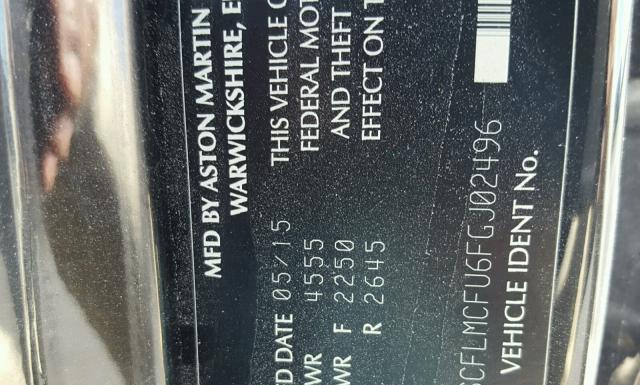 MFD BY ASTON MARTIN
WARWICKSHIRE, E
D DATE 05/15 THIS VEHICLE C
WR 4555 FEDERAL MOT
WR F 2250 AND THEFT
R 2645 EFFECT ON T
CFLMCFU6FGJ02496
VEHICLE IDENT No.